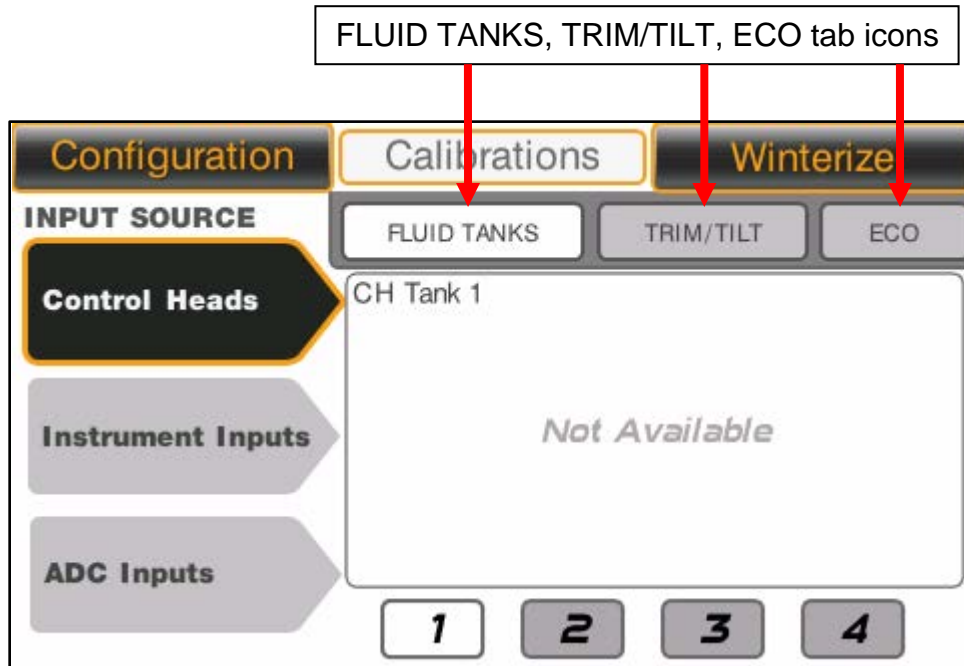 FLUID TANKS, TRIM/TILT, ECO tab icons
Configuration Calibrations Winterize
INPUT SOURCE
FLUID TANKS TRIM/TILT ECO
Control Heads
CH Tank 1
Instrument Inputs
Not Available
ADC Inputs
1 2 3 4